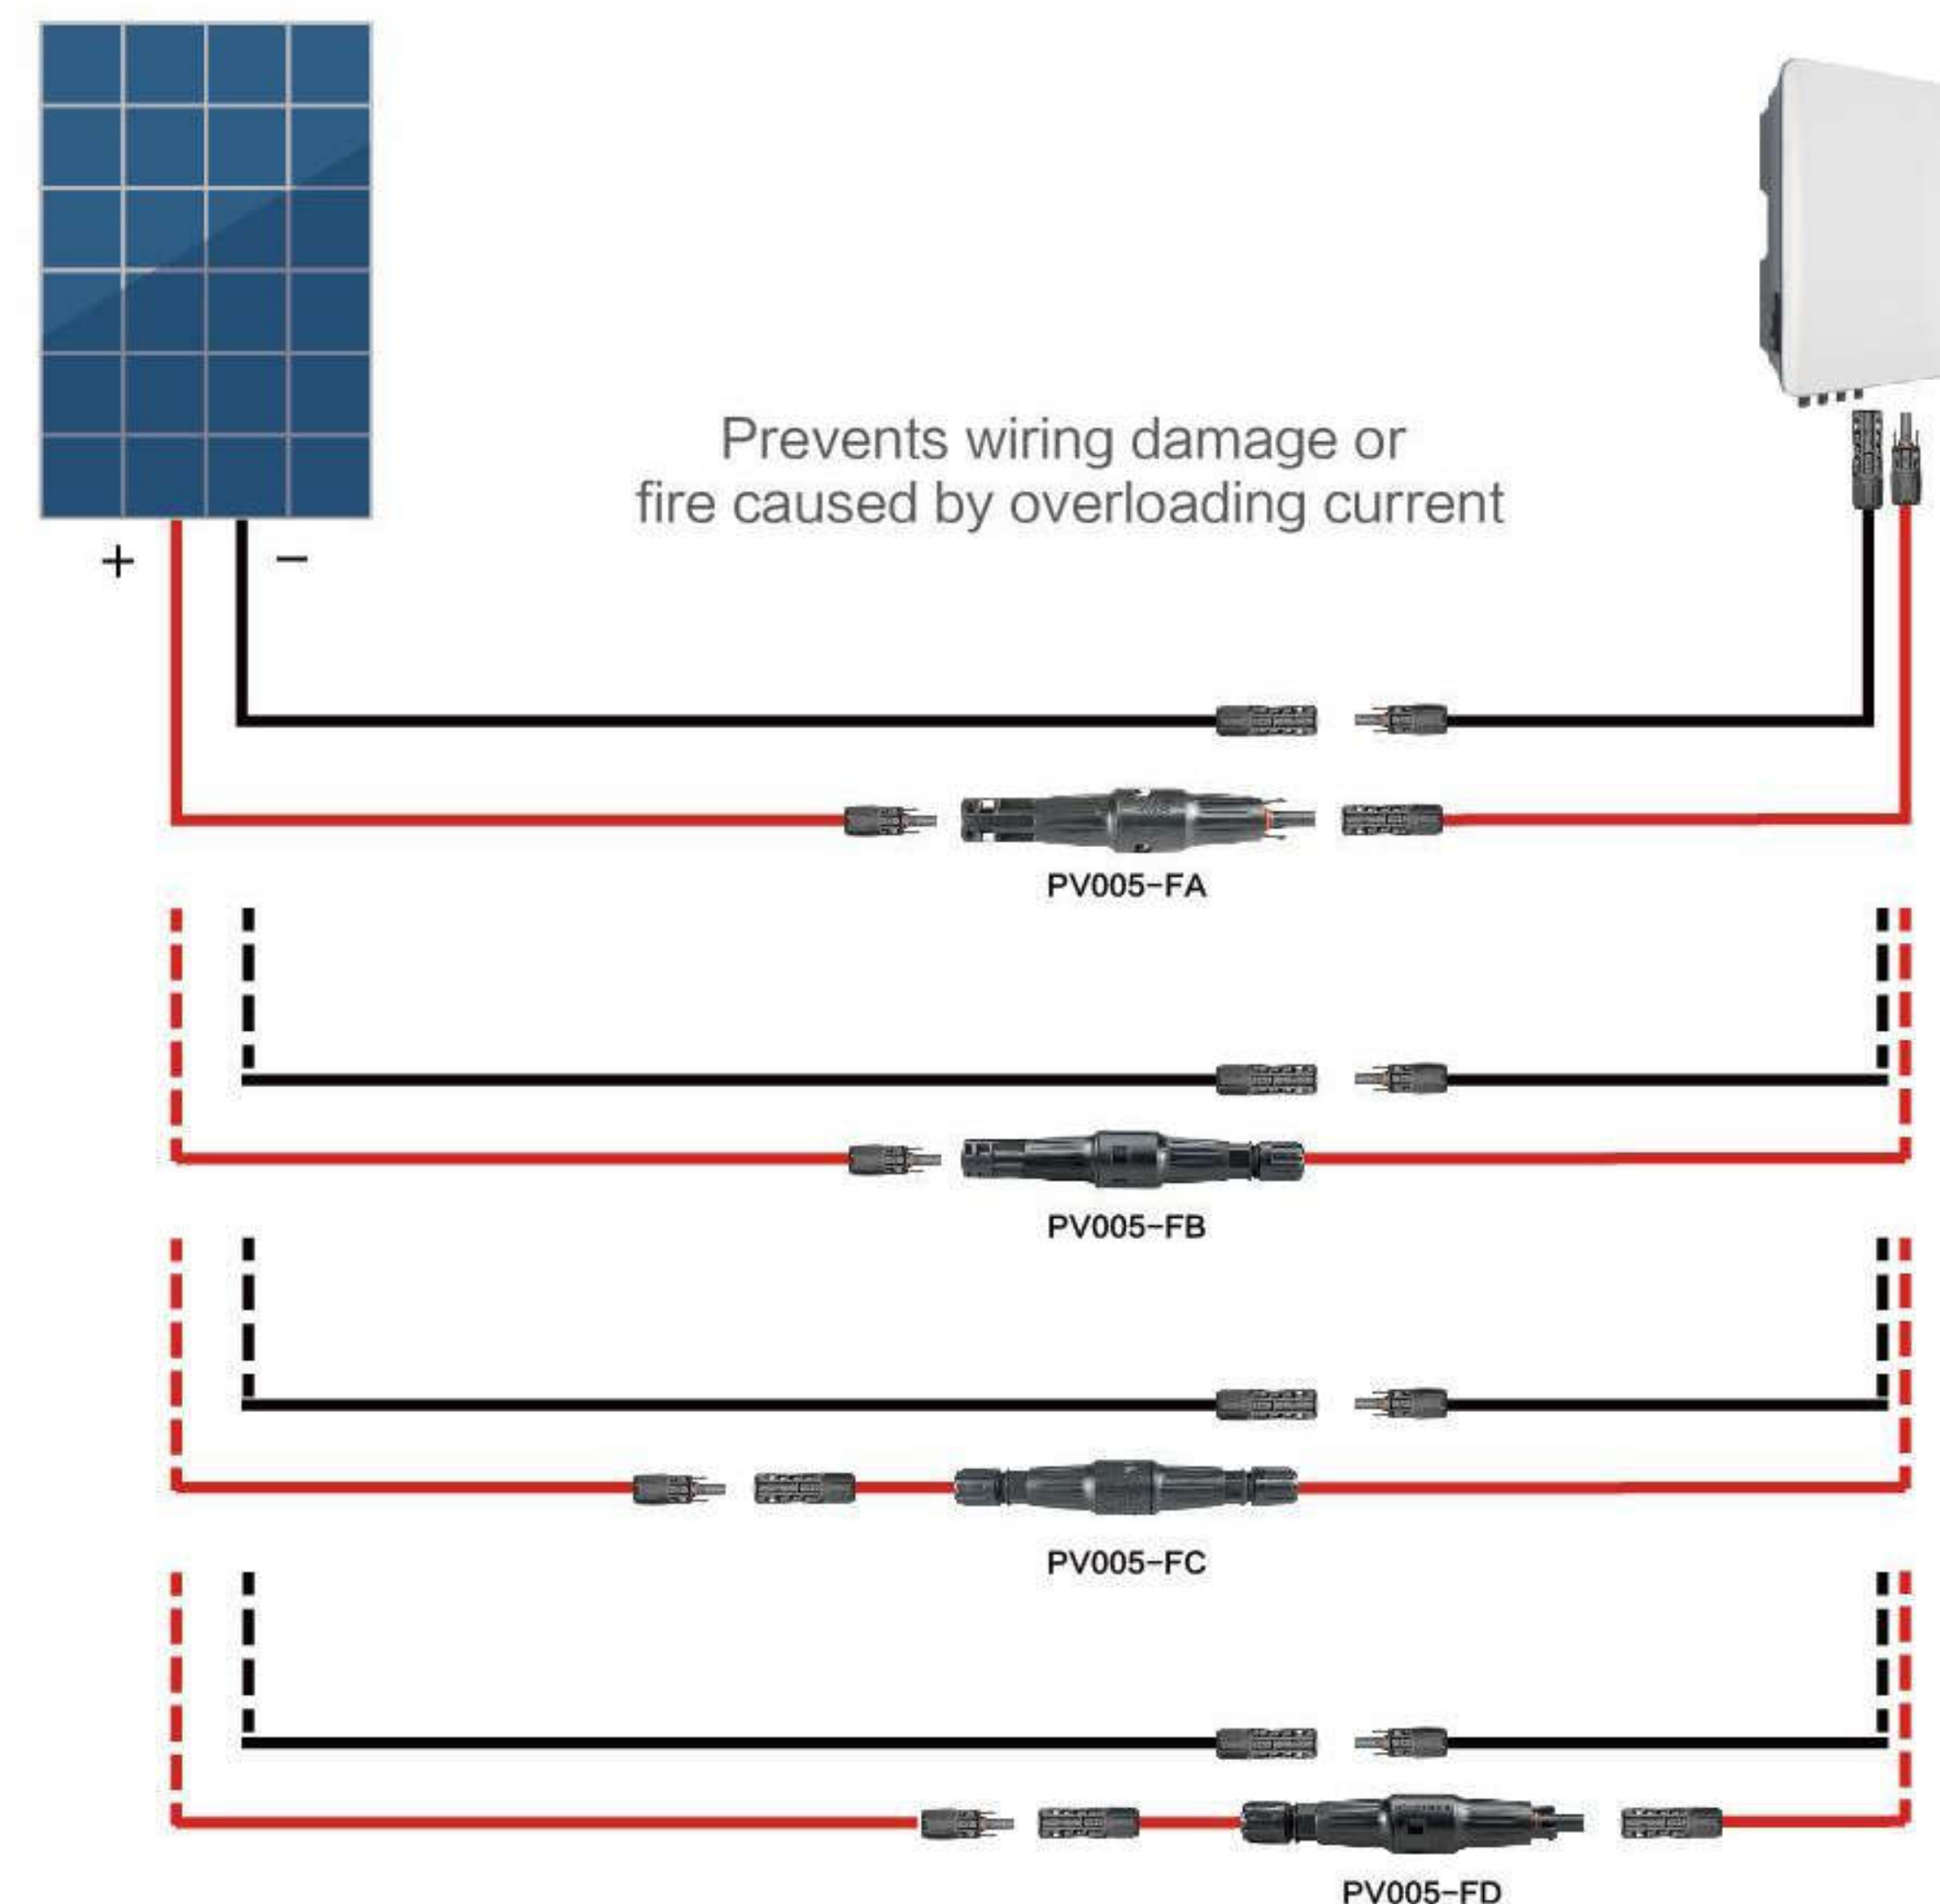 Prevents wiring damage or
fire caused by overloading current
+ −
PV005-FA
PV005-FB
PV005-FC
PV005-FD